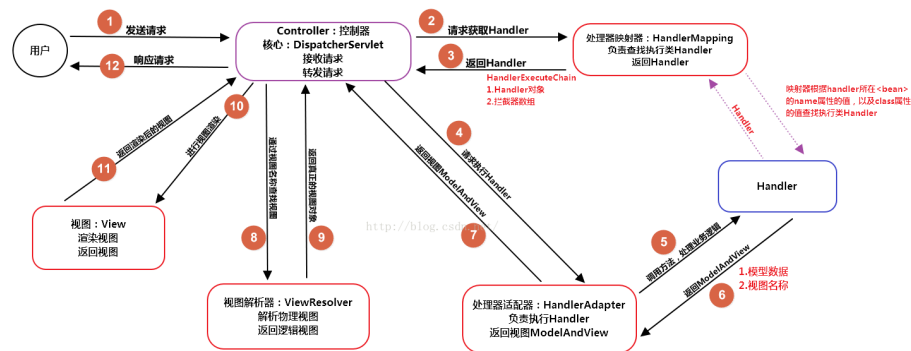 1
发送请求
用户
12
响应请求
Controller：控制器
核心：DispatcherServlet
接收请求
转发请求
2
请求获取Handler
3
返回Handler
HandlerExecuteChain
1.Handler对象
2.拦截器数组
处理器映射器：HandlerMapping
负责查找执行类Handler
返回Handler
映射器根据handler所在<bean>
的name属性的值，以及class属性
的值查找执行类Handler
Handler
Handler
10
进行视图渲染
11
返回渲染后的视图
视图：View
渲染视图
返回视图
通过视图名称查找视图
8
返回真正的视图对象
9
视图解析器：ViewResolver
解析物理视图
返回逻辑视图
4
请求执行Handler
返回视图ModelAndView
7
http://blog.csdn.net/
5
调用方法，处理业务逻辑
返回ModelAndView
6
1.模型数据
2.视图名称
处理器适配器：HandlerAdapter
负责执行Handler
返回视图ModelAndView